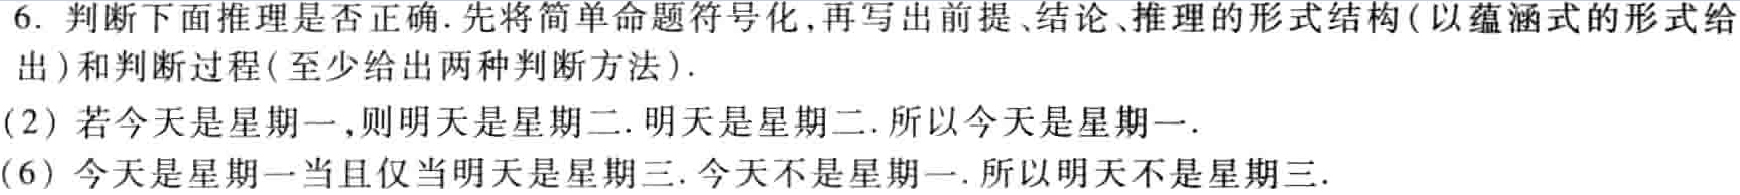 6. 判断下面推理是否正确.先将简单命题符号化,再写出前提、结论、推理的形式结构(以蕴涵式的形式给
出)和判断过程(至少给出两种判断方法).
(2) 若今天是星期一,则明天是星期二.明天是星期二.所以今天是星期一.
(6) 今天是星期一当且仅当明天是星期三.今天不是星期一.所以明天不是星期三.